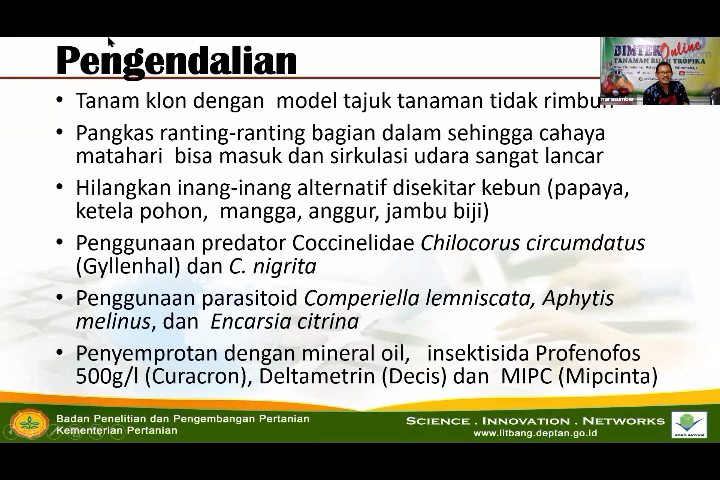 Pengendalian
BIMTEK Online
TANAMAN BUAH TROPIKA
• Tanam klon dengan model tajuk tanaman tidak rimbun
• Pangkas ranting-ranting bagian dalam sehingga cahaya
matahari bisa masuk dan sirkulasi udara sangat lancar
• Hilangkan inang-inang alternatif disekitar kebun (papaya,
ketela pohon, mangga, anggur, jambu biji)
• Penggunaan predator Coccinelidae Chilocorus circumdatus
(Gyllenhal) dan C. nigrita
• Penggunaan parasitoid Comperiella lemniscata, Aphytis
melinus, dan Encarsia citrina
• Penyemprotan dengan mineral oil, insektisida Profenofos
500g/l (Curacron), Deltametrin (Decis) dan MIPC (Mipcinta)
Badan Penelitian dan Pengembangan Pertanian
Kementerian Pertanian
SCIENCE . INNOVATION . NETWORKS
www.litbang.deptan.go.id